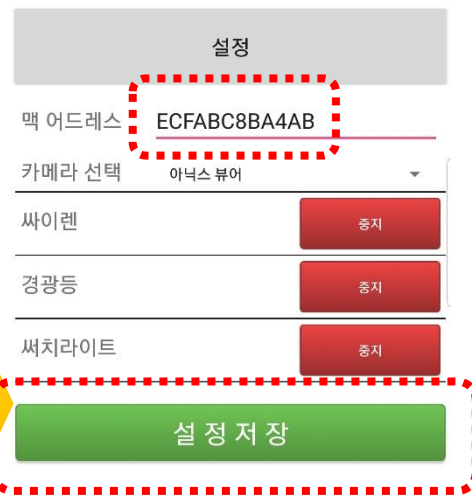 설정
맥 어드레스 ECFABC8BA4AB
카메라 선택 아닉스 뷰어
싸이렌 중지
경광등 중지
써치라이트 중지
설정저장